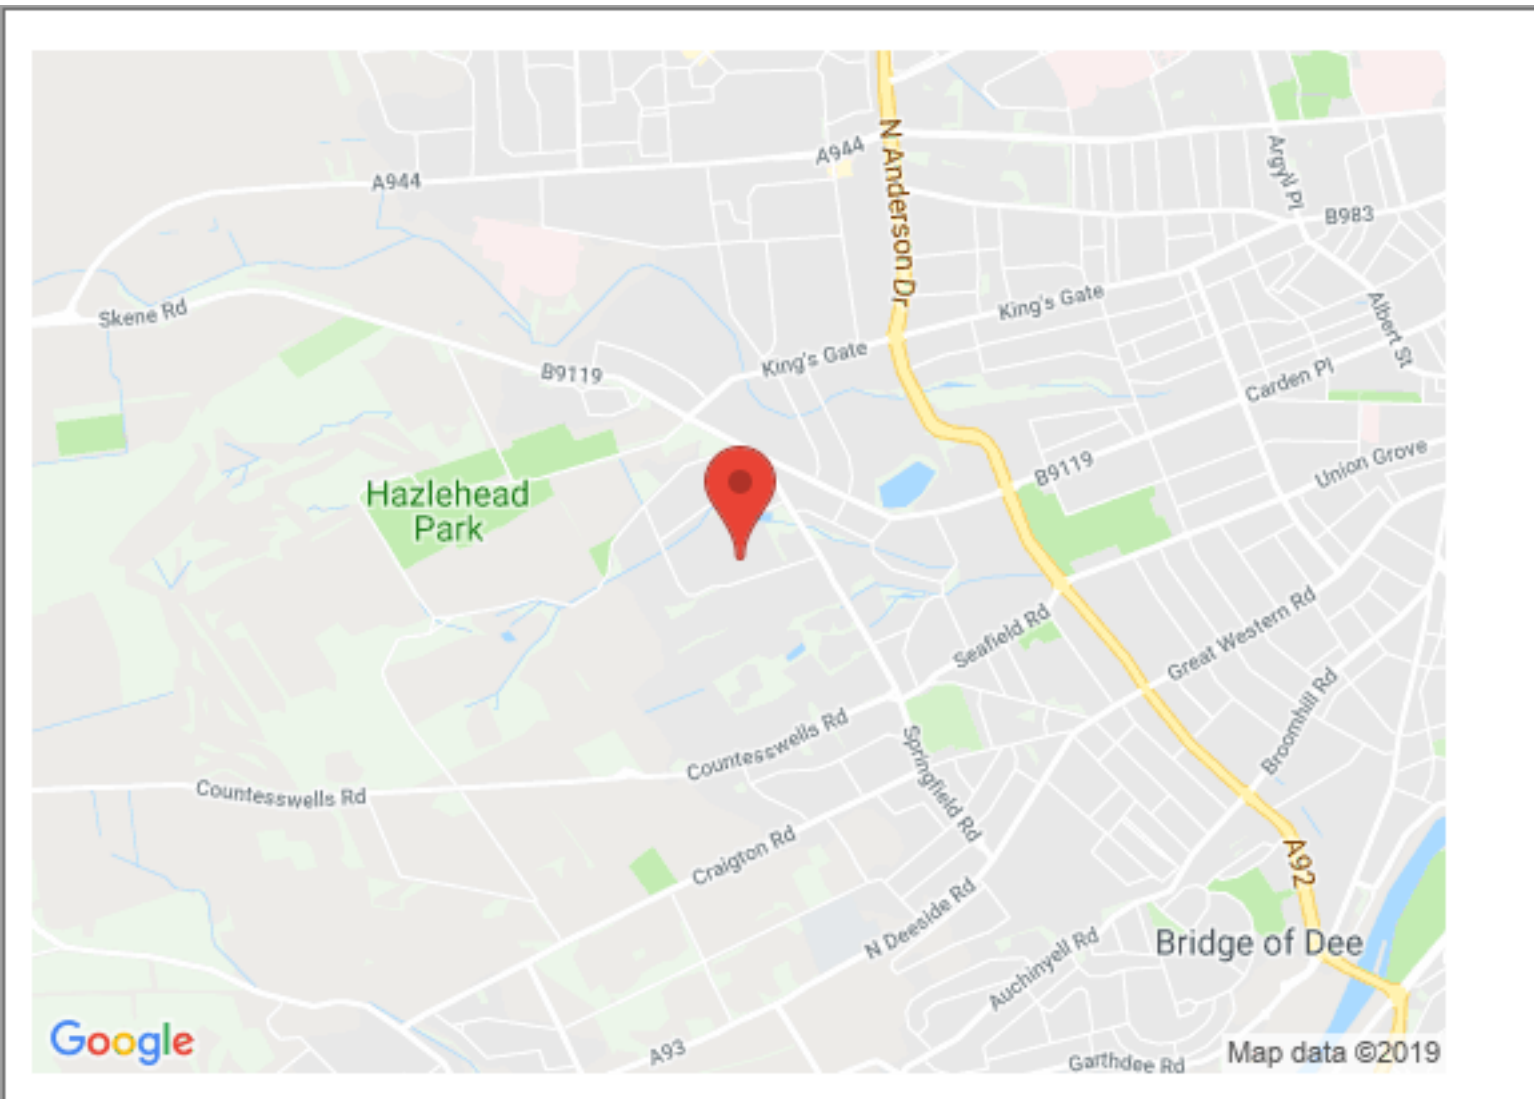 N Anderson Dr
A944
A944
Argyll Pl
B983
Skene Rd
King's Gate
Albert St
King's Gate
B9119
Carden Pl
B9119
Union Grove
Hazlehead
Park
Seafield Rd
Great Western Rd
Broomhill Rd
Countesswells Rd
Springfield Rd
Countesswells Rd
Craigton Rd
A92
N Deeside Rd
Bridge of Dee
Auchinyell Rd
Google
A93
Garthdee Rd
Map data ©2019